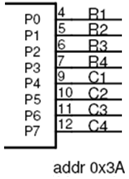 P0 4 R1
P1 5 R2
P2 6 R3
P3 7 R4
P4 9 C1
P5 10 C2
P6 11 C3
P7 12 C4
addr 0x3A